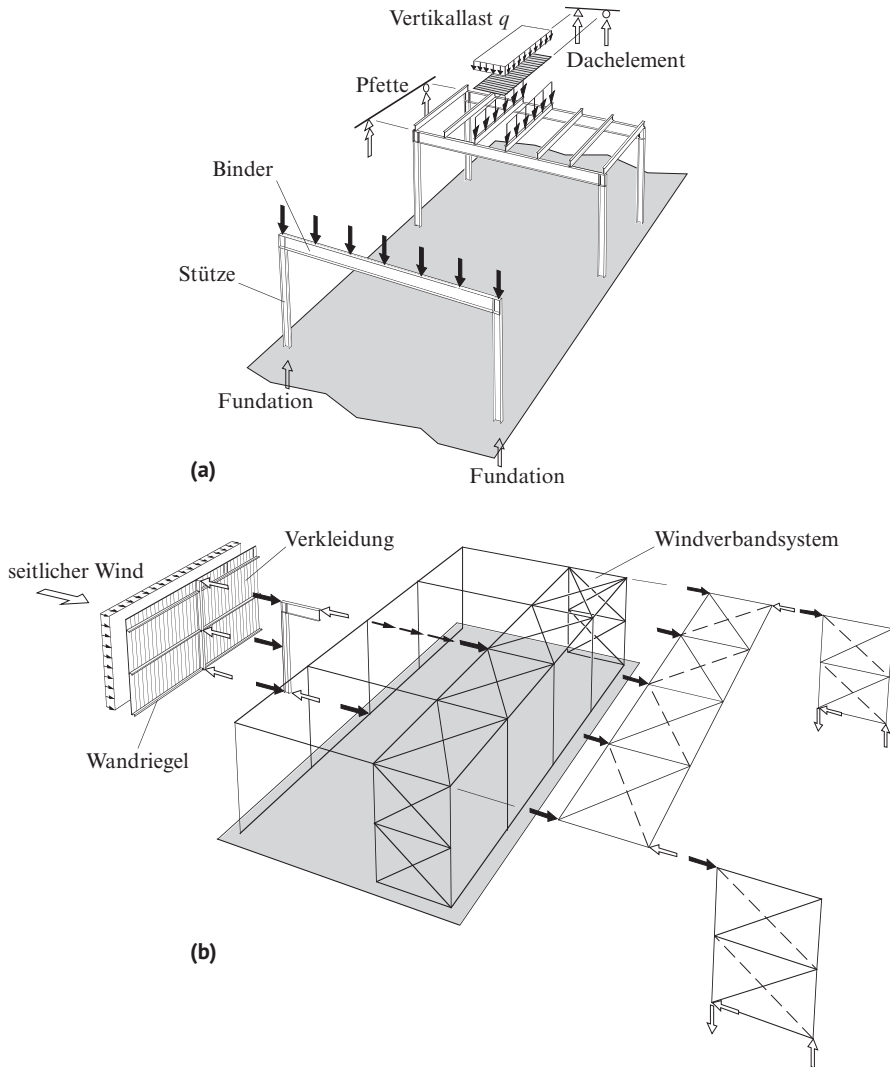 Vertikallast q
Dachelement
Pfette
Binder
Stütze
Fundation
Fundation
(a)
Verkleidung
Windverbandsystem
seitlicher Wind
Wandriegel
(b)